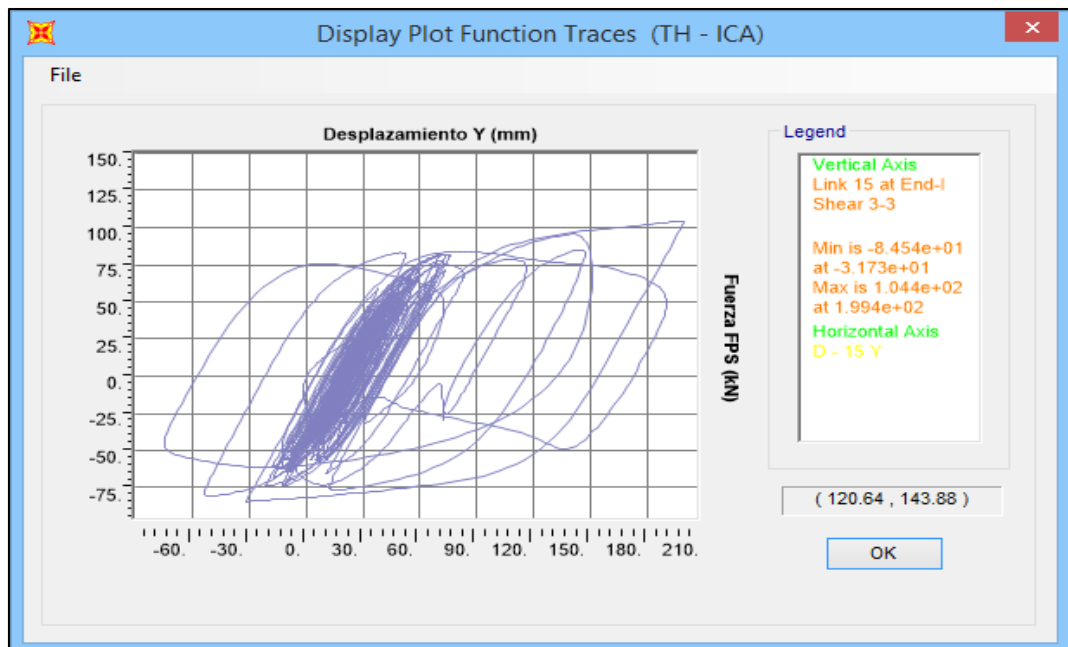 Display Plot Function Traces (TH - ICA)
File
Desplazamiento Y (mm)
150.
125.
100.
75.
50.
25.
0.
-25.
-50.
-75.
-60. -30. 0. 30. 60. 90. 120. 150. 180. 210.
Fuerza FPS (kN)
Legend
Vertical Axis
Link 15 at End-I
Shear 3-3
Min is -8.454e+01
at -3.173e+01
Max is 1.044e+02
at 1.994e+02
Horizontal Axis
D - 15 Y
( 120.64 , 143.88 )
OK